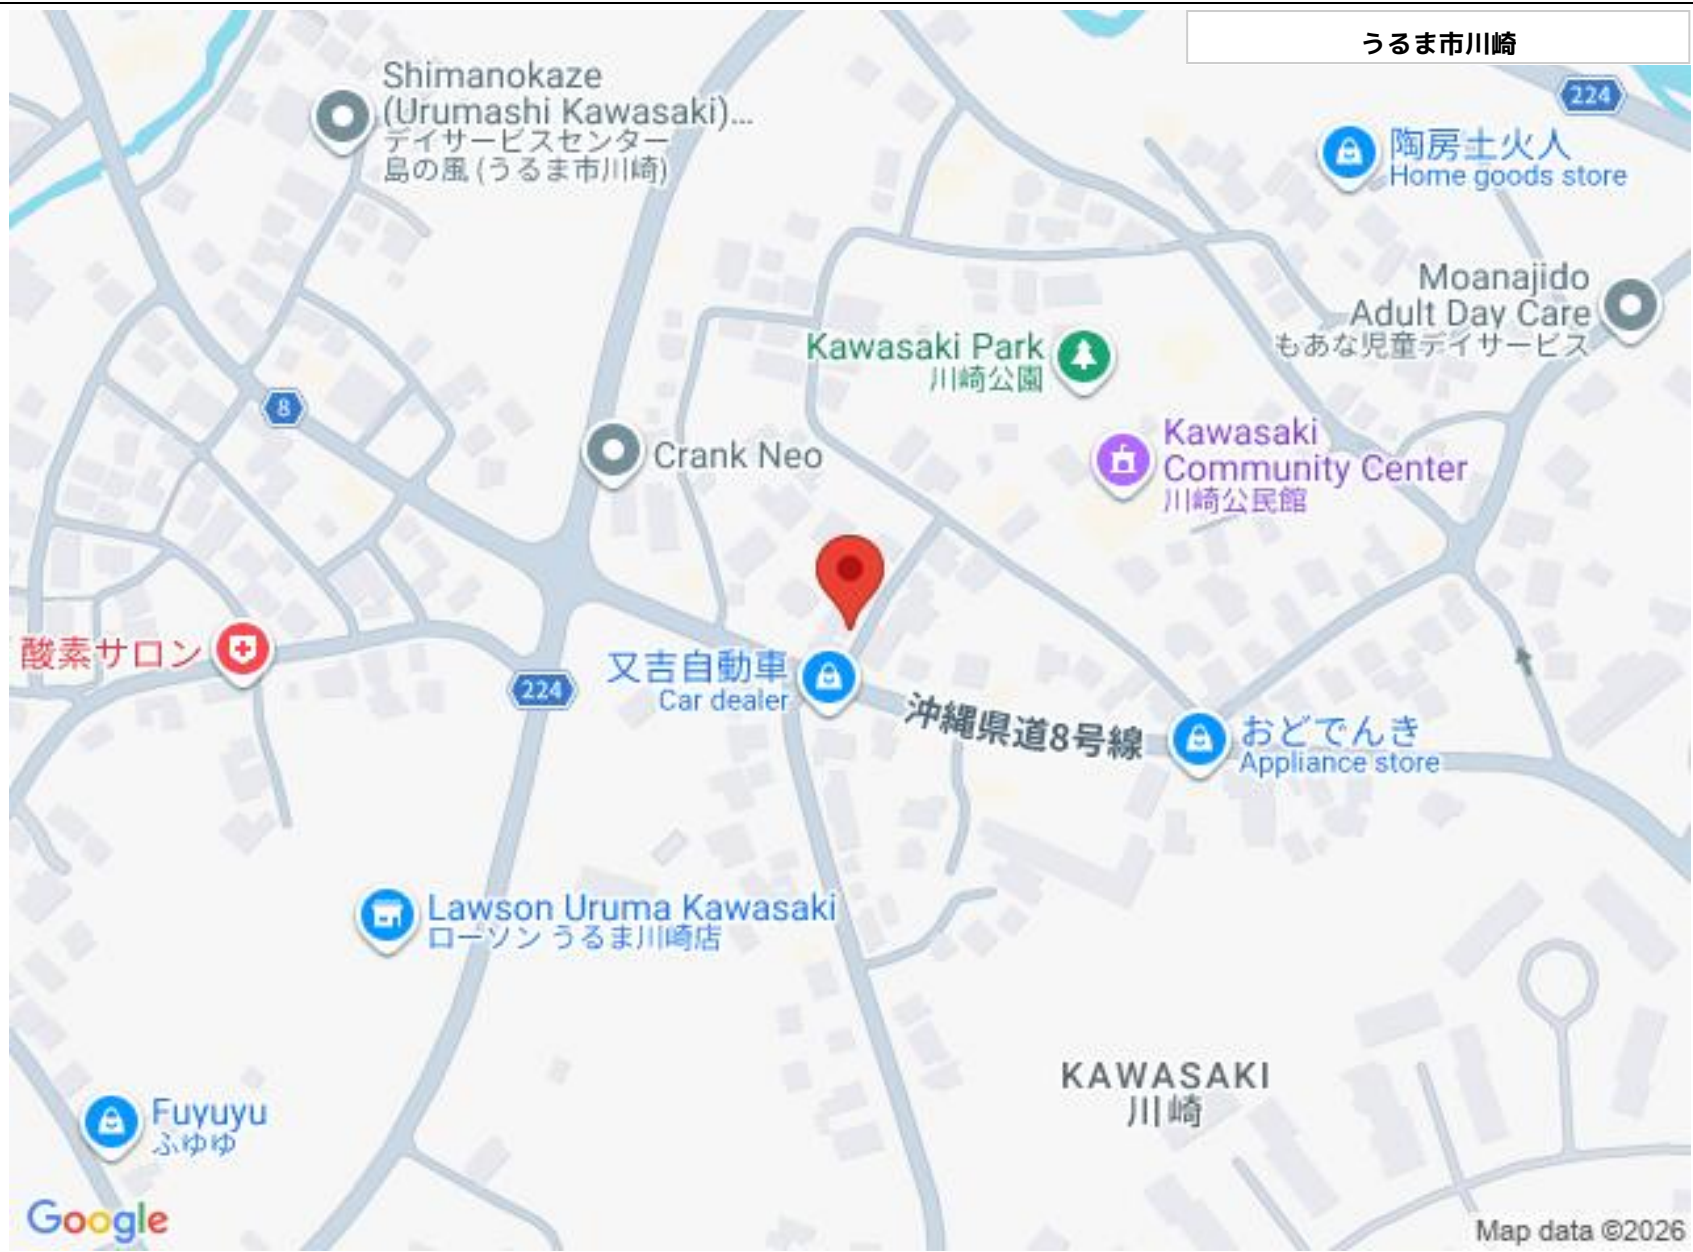 うるま市川崎
Shimanokaze
(Urumashi Kawasaki)...
デイサービスセンター
島の風 (うるま市川崎)
224
陶房土火人
Home goods store
Moanajido
Adult Day Care
もあな児童デイサービス
Kawasaki Park
川崎公園
8
Crank Neo
Kawasaki
Community Center
川崎公民館
酸素サロン
224
又吉自動車
Car dealer
沖縄県道8号線
おどでんき
Appliance store
Lawson Uruma Kawasaki
ローソン うるま川崎店
KAWASAKI
川崎
Fuyuyu
ふゆゆ
Google
Map data ©2026